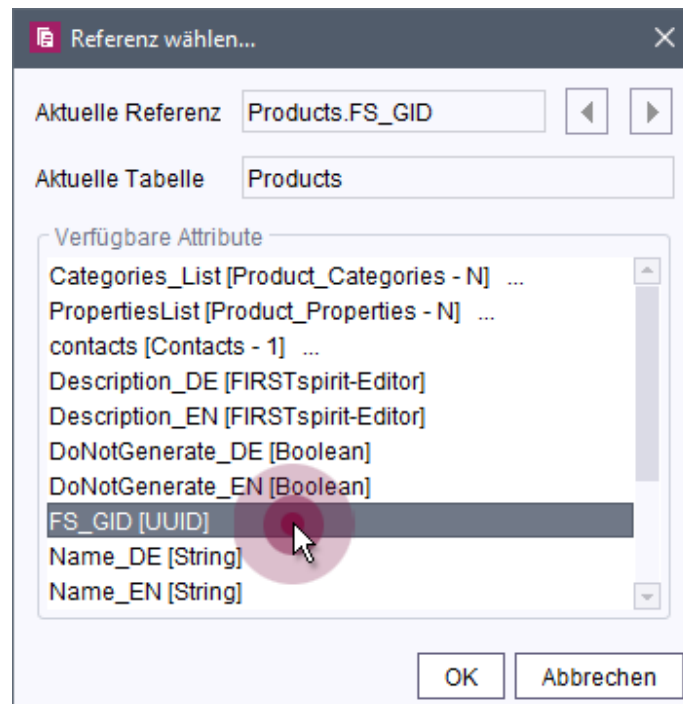 Referenz wählen...
Aktuelle Referenz Products.FS_GID
Aktuelle Tabelle Products
Verfügbare Attribute
Categories_List [Product_Categories - N] ...
PropertiesList [Product_Properties - N] ...
contacts [Contacts - 1] ...
Description_DE [FIRSTspirit-Editor]
Description_EN [FIRSTspirit-Editor]
DoNotGenerate_DE [Boolean]
DoNotGenerate_EN [Boolean]
FS_GID [UUID]
Name_DE [String]
Name_EN [String]
OK Abbrechen